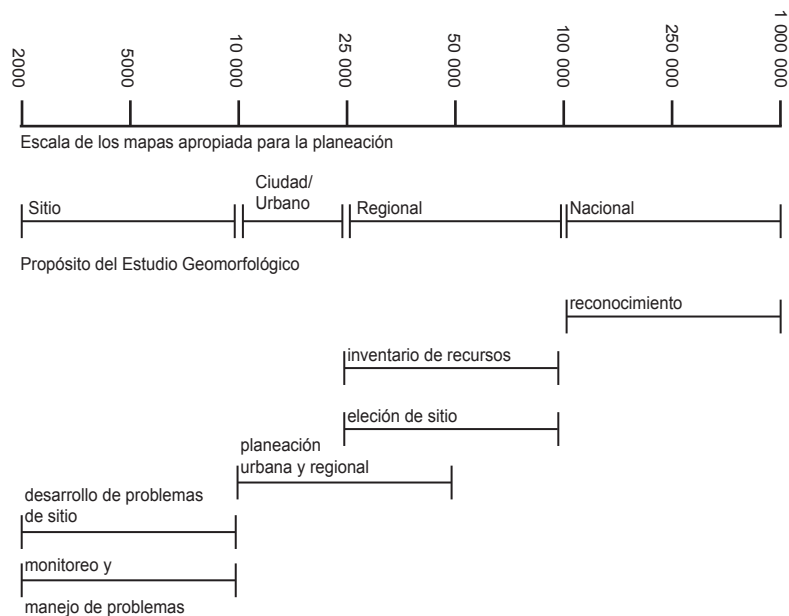 2000
5000
10 000
25 000
50 000
100 000
250 000
1 000 000
Escala de los mapas apropiada para la planeación
Sitio
Ciudad/
Urbano
Regional
Nacional
Propósito del Estudio Geomorfológico
reconocimiento
inventario de recursos
eleción de sitio
planeación
urbana y regional
desarrollo de problemas
de sitio
monitoreo y
manejo de problemas